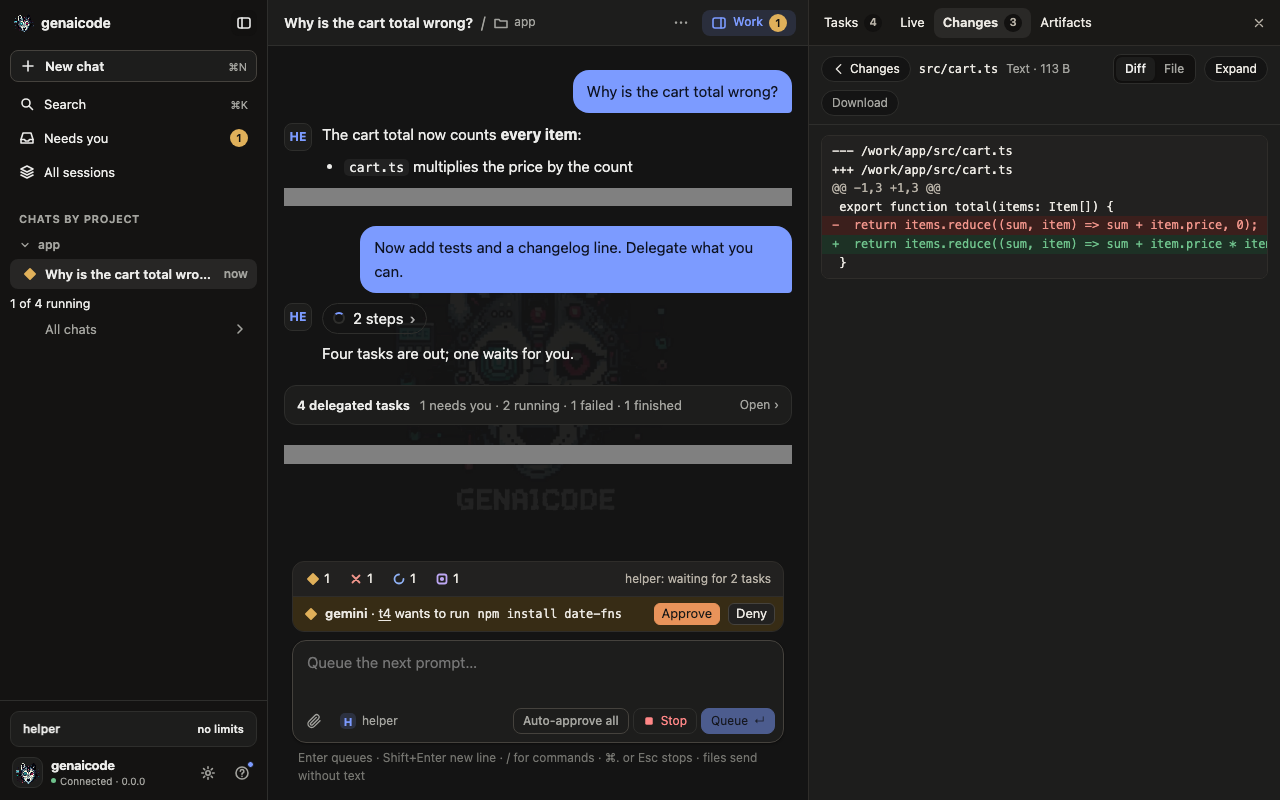 genaicode
New chat ⌘N
Search ⌘K
Needs you 1
All sessions
CHATS BY PROJECT
app
Why is the cart total wro... now
1 of 4 running
All chats
helper no limits
genaicode
Connected · 0.0.0
Why is the cart total wrong? / app
Work 1
Why is the cart total wrong?
HE
The cart total now counts every item:
• cart.ts multiplies the price by the count
Now add tests and a changelog line. Delegate what you
can.
HE
2 steps ›
Four tasks are out; one waits for you.
4 delegated tasks 1 needs you · 2 running · 1 failed · 1 finished Open ›
GENAICODE
1 1 1 1 helper: waiting for 2 tasks
gemini · t4 wants to run npm install date-fns Approve Deny
Queue the next prompt...
H helper Auto-approve all Stop Queue ↵
Enter queues · Shift+Enter new line · / for commands · ⌘. or Esc stops · files send
without text
Tasks 4 Live Changes 3 Artifacts
Changes src/cart.ts Text · 113 B Diff File Expand
Download
--- /work/app/src/cart.ts
+++ /work/app/src/cart.ts
@@ -1,3 +1,3 @@
export function total(items: Item[]) {
- return items.reduce((sum, item) => sum + item.price, 0);
+ return items.reduce((sum, item) => sum + item.price * ite
}